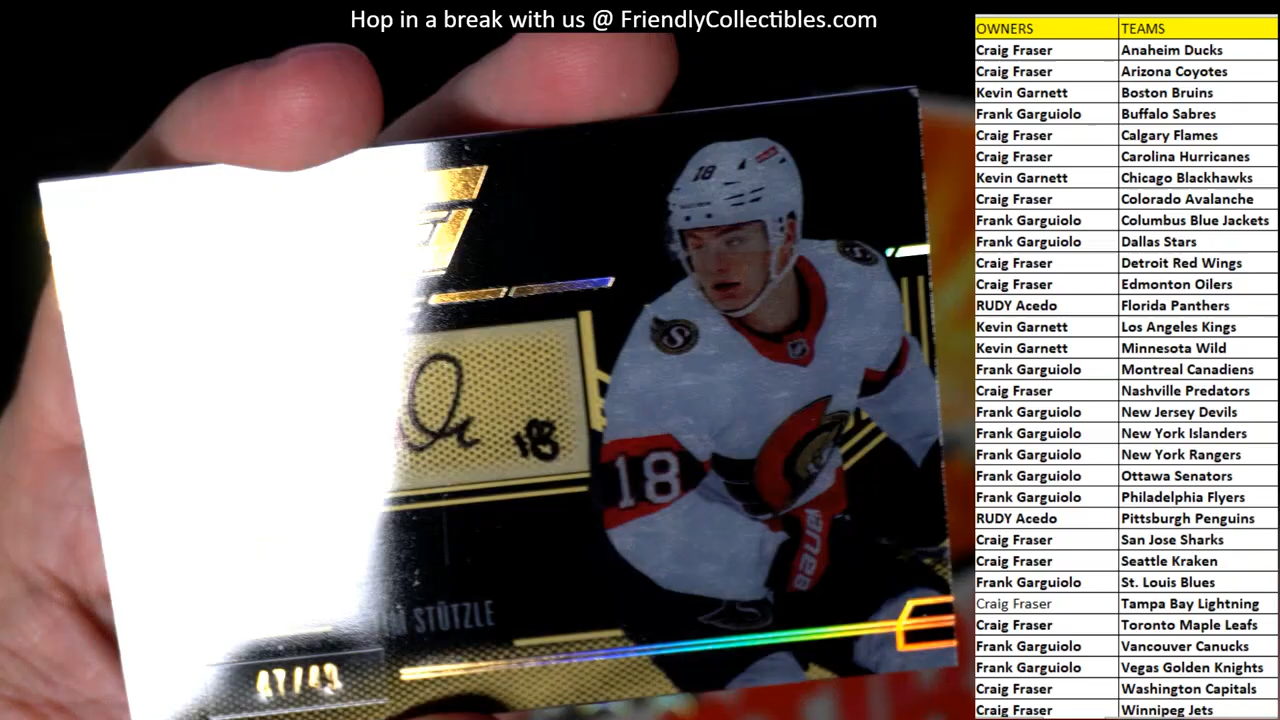 Hop in a break with us @ FriendlyCollectibles.com
OWNERS TEAMS
Craig Fraser Anaheim Ducks
Craig Fraser Arizona Coyotes
Kevin Garnett Boston Bruins
Frank Garguiolo Buffalo Sabres
Craig Fraser Calgary Flames
Craig Fraser Carolina Hurricanes
Kevin Garnett Chicago Blackhawks
Craig Fraser Colorado Avalanche
Frank Garguiolo Columbus Blue Jackets
Frank Garguiolo Dallas Stars
Craig Fraser Detroit Red Wings
Craig Fraser Edmonton Oilers
RUDY Acedo Florida Panthers
Kevin Garnett Los Angeles Kings
Kevin Garnett Minnesota Wild
Frank Garguiolo Montreal Canadiens
Craig Fraser Nashville Predators
Frank Garguiolo New Jersey Devils
Frank Garguiolo New York Islanders
Frank Garguiolo New York Rangers
Frank Garguiolo Ottawa Senators
Frank Garguiolo Philadelphia Flyers
RUDY Acedo Pittsburgh Penguins
Craig Fraser San Jose Sharks
Craig Fraser Seattle Kraken
Frank Garguiolo St. Louis Blues
Craig Fraser Tampa Bay Lightning
Craig Fraser Toronto Maple Leafs
Frank Garguiolo Vancouver Canucks
Frank Garguiolo Vegas Golden Knights
Craig Fraser Washington Capitals
Craig Fraser Winnipeg Jets
18
18
18
Bauer
STÜTZLE
47/49